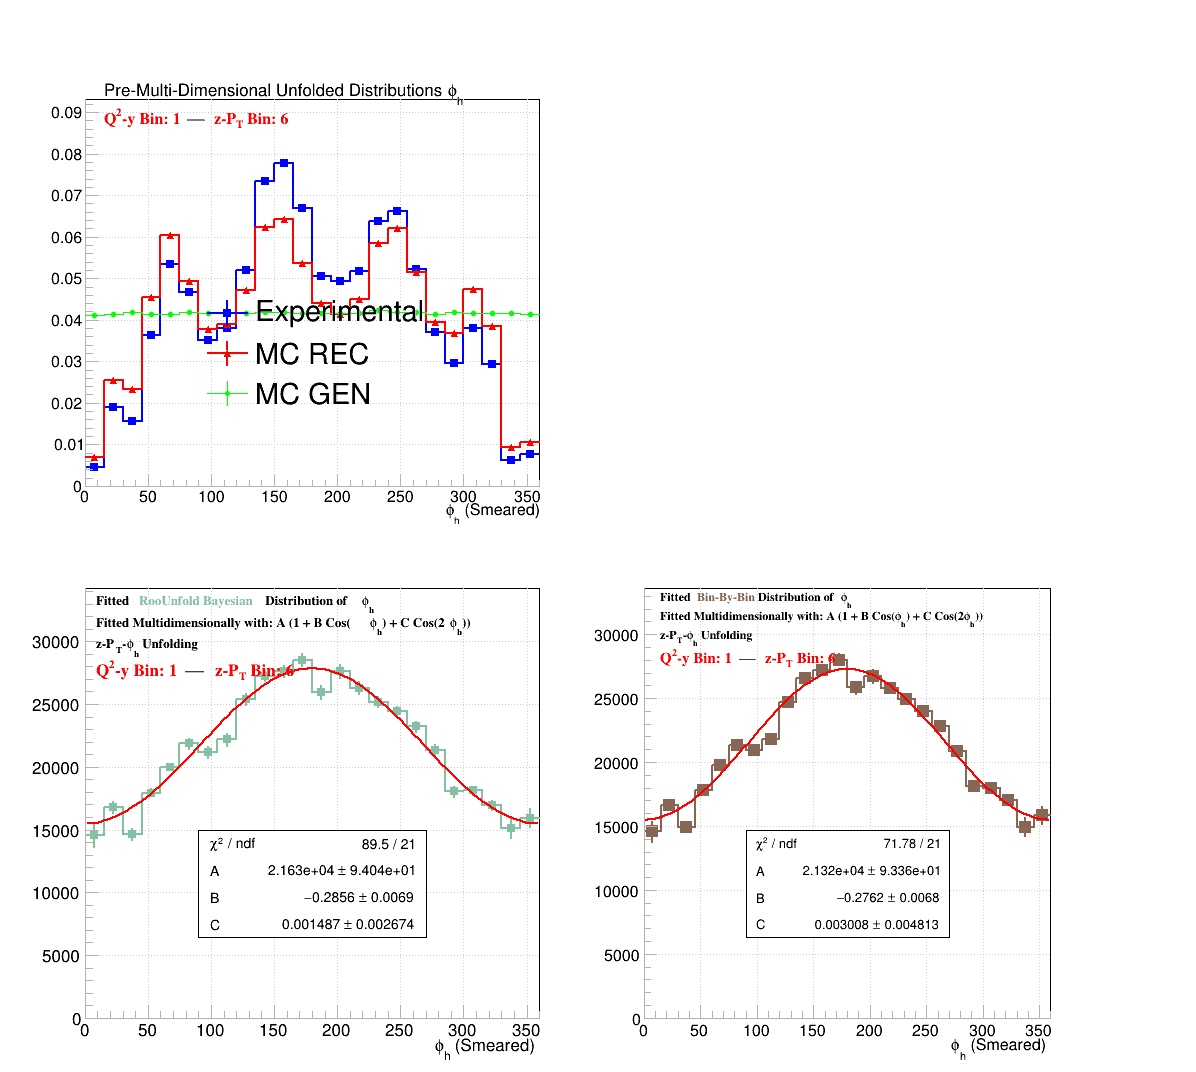 Pre-Multi-Dimensional Unfolded Distributions ϕh
Q²-y Bin: 1 — z-PT Bin: 6
0.09
0.08
0.07
0.06
0.05
0.04
0.03
0.02
0.01
0
Experimental
MC REC
MC GEN
0 50 100 150 200 250 300 350
ϕh (Smeared)
Fitted RooUnfold Bayesian Distribution of ϕh
Fitted Multidimensionally with: A (1 + B Cos( ϕh) + C Cos(2 ϕh))
z-PT-ϕh Unfolding
Q²-y Bin: 1 — z-PT Bin: 6
30000
25000
20000
15000
10000
5000
0
χ² / ndf 89.5 / 21
A 2.163e+04 ± 9.404e+01
B −0.2856 ± 0.0069
C 0.001487 ± 0.002674
0 50 100 150 200 250 300 350
ϕh (Smeared)
Fitted Bin-By-Bin Distribution of ϕh
Fitted Multidimensionally with: A (1 + B Cos(ϕh) + C Cos(2ϕh))
z-PT-ϕh Unfolding
Q²-y Bin: 1 — z-PT Bin: 6
30000
25000
20000
15000
10000
5000
0
χ² / ndf 71.78 / 21
A 2.132e+04 ± 9.336e+01
B −0.2762 ± 0.0068
C 0.003008 ± 0.004813
0 50 100 150 200 250 300 350
ϕh (Smeared)